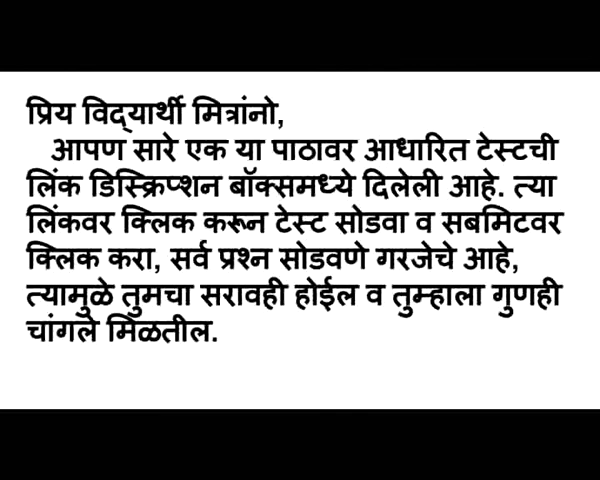 प्रिय विद्‌यार्थी मित्रांनो,
आपण सारे एक या पाठावर आधारित टेस्टची
लिंक डिस्क्रिप्शन बॉक्समध्ये दिलेली आहे. त्या
लिंकवर क्लिक करून टेस्ट सोडवा व सबमिटवर
क्लिक करा, सर्व प्रश्न सोडवणे गरजेचे आहे,
त्यामुळे तुमचा सरावही होईल व तुम्हाला गुणही
चांगले मिळतील.